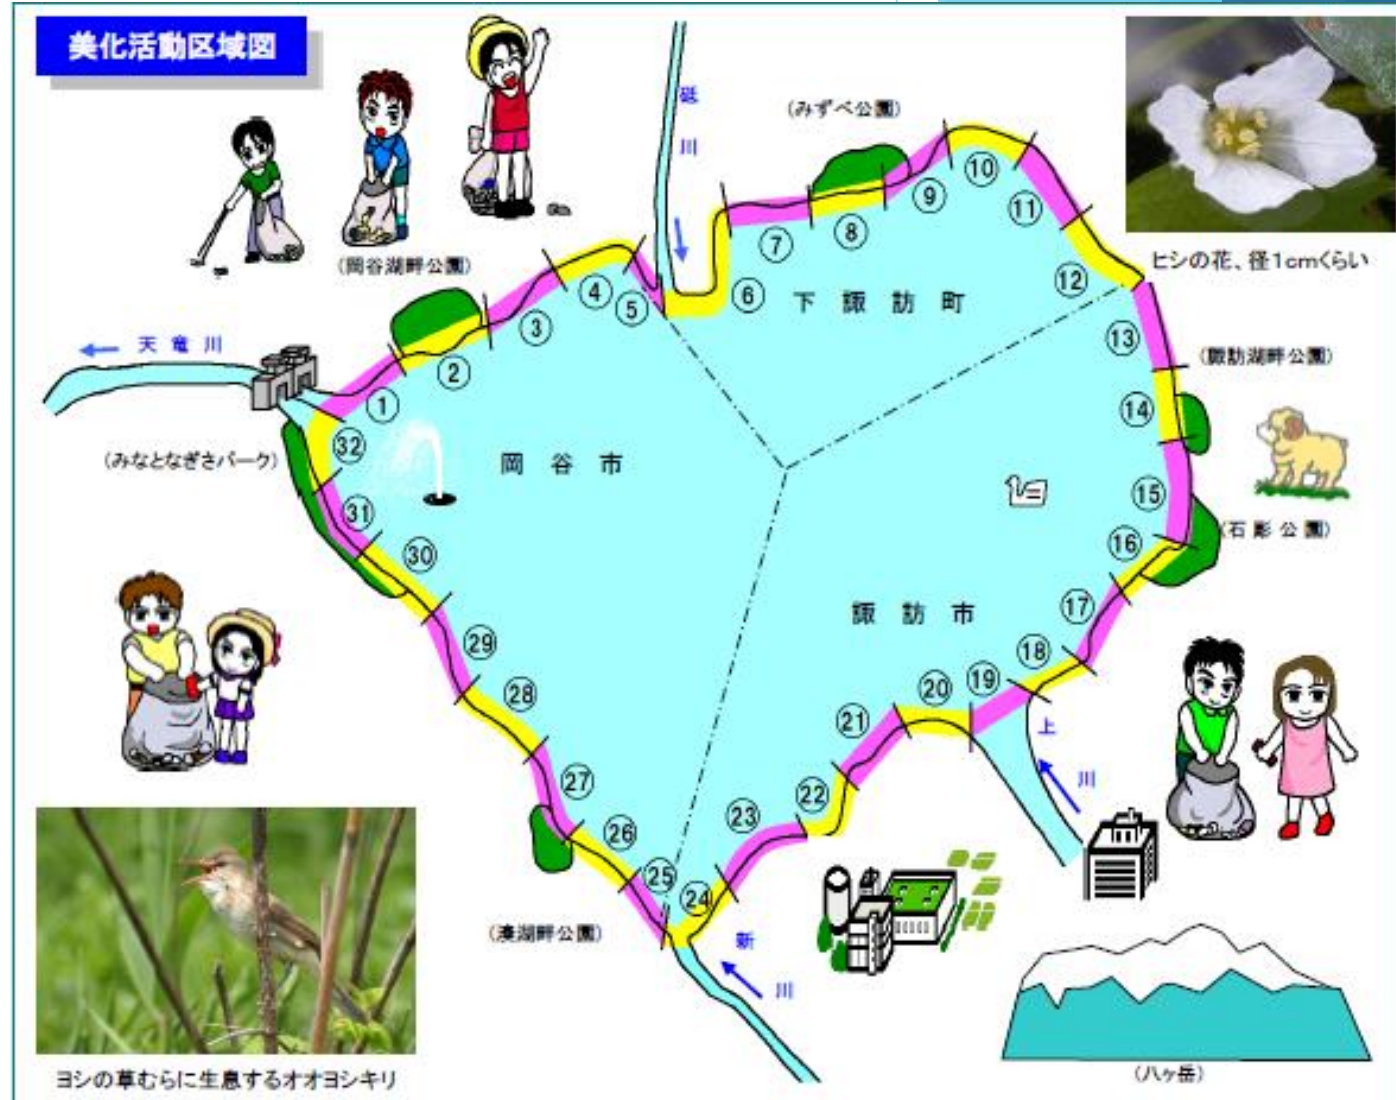 美化活動区域図
砥川
(みずべ公園)
ヒシの花、径1cmくらい
(岡谷湖畔公園)
天竜川
下諏訪町
(諏訪湖畔公園)
(みなとなぎさパーク)
岡谷市
(石彫公園)
諏訪市
上川
(湊湖畔公園)
新川
ヨシの草むらに生息するオオヨシキリ
(八ヶ岳)
①
②
③
④
⑤
⑥
⑦
⑧
⑨
⑩
⑪
⑫
⑬
⑭
⑮
⑯
⑰
⑱
⑲
⑳
㉑
㉒
㉓
㉔
㉕
㉖
㉗
㉘
㉙
㉚
㉛
㉜